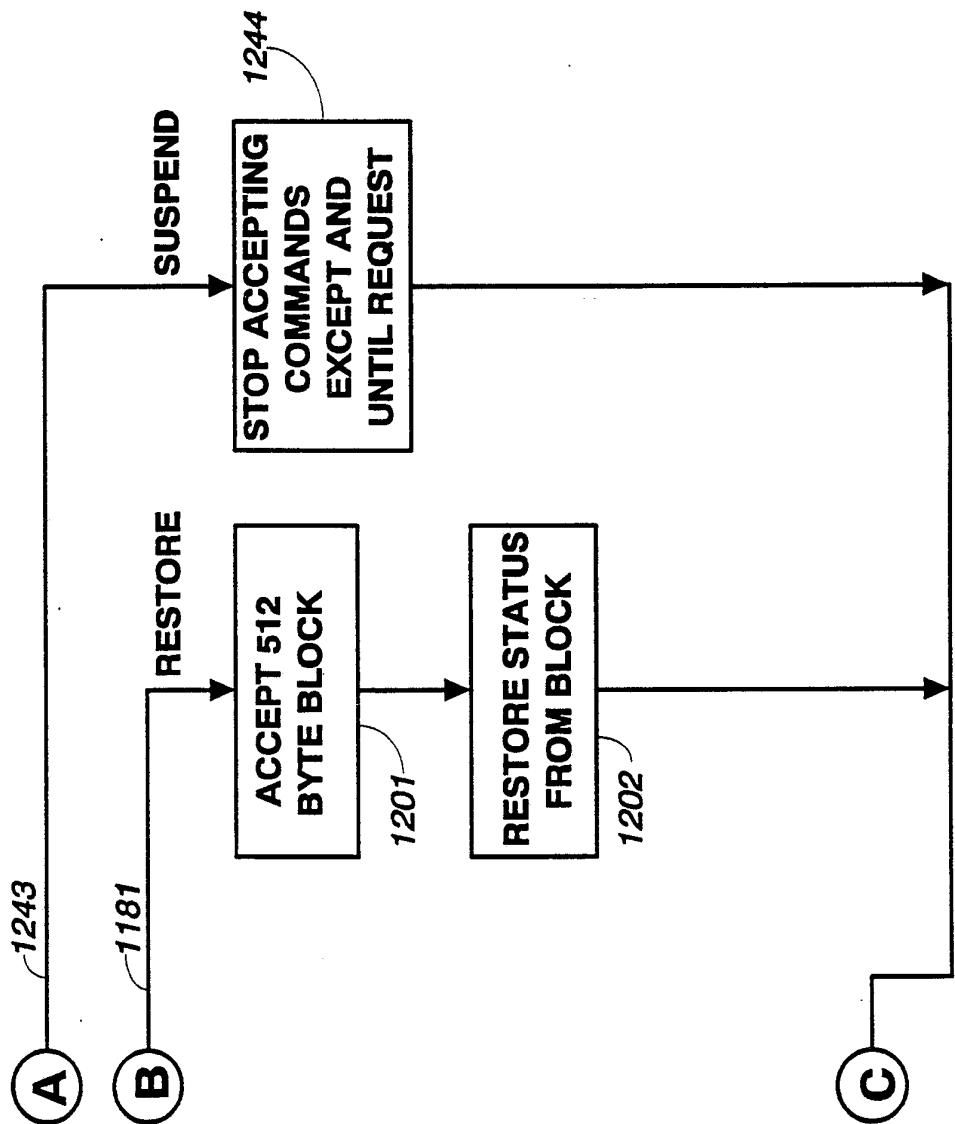 A
1243
SUSPEND
STOP ACCEPTING
COMMANDS
EXCEPT AND
UNTIL REQUEST
1244
B
1181
RESTORE
ACCEPT 512
BYTE BLOCK
1201
RESTORE STATUS
FROM BLOCK
1202
C